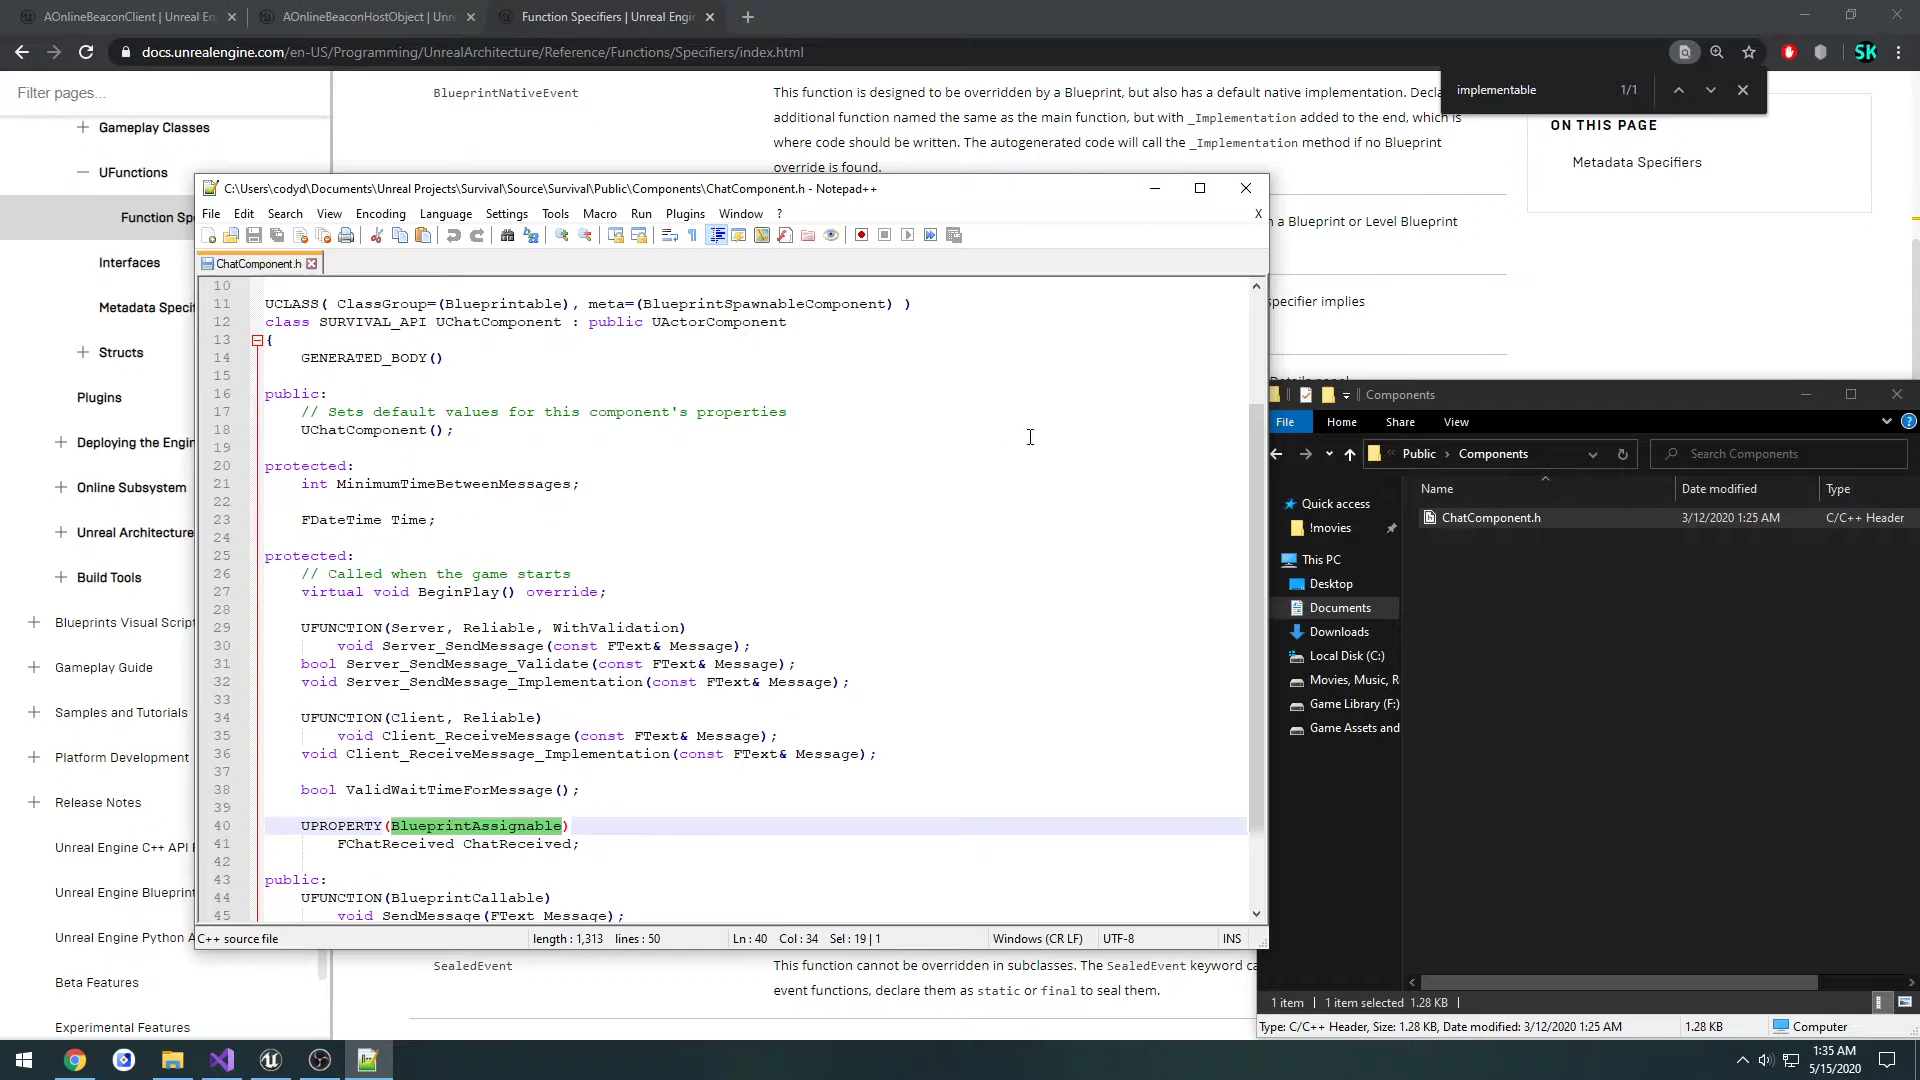 AOnlineBeaconClient | Unreal En
AOnlineBeaconHostObject | Unre
Function Specifiers | Unreal Engin
docs.unrealengine.com/en-US/Programming/UnrealArchitecture/Reference/Functions/Specifiers/index.html
SK
implementable 1/1
Filter pages...
Gameplay Classes
UFunctions
Function Spe
Interfaces
Metadata Specif
Structs
Plugins
Deploying the Engin
Online Subsystem
Unreal Architecture
Build Tools
Blueprints Visual Script
Gameplay Guide
Samples and Tutorials
Platform Development
Release Notes
Unreal Engine C++ API R
Unreal Engine Blueprint
Unreal Engine Python A
Beta Features
Experimental Features
BlueprintNativeEvent
This function is designed to be overridden by a Blueprint, but also has a default native implementation. Decla
additional function named the same as the main function, but with _Implementation added to the end, which is
where code should be written. The autogenerated code will call the _Implementation method if no Blueprint
override is found.
n a Blueprint or Level Blueprint
specifier implies
ON THIS PAGE
Metadata Specifiers
C:\Users\codyd\Documents\Unreal Projects\Survival\Source\Survival\Public\Components\ChatComponent.h - Notepad++
File Edit Search View Encoding Language Settings Tools Macro Run Plugins Window ? X
ChatComponent.h
10
11 UCLASS( ClassGroup=(Blueprintable), meta=(BlueprintSpawnableComponent) )
12 class SURVIVAL_API UChatComponent : public UActorComponent
13 {
14 GENERATED_BODY()
15
16 public:
17 // Sets default values for this component's properties
18 UChatComponent();
19
20 protected:
21 int MinimumTimeBetweenMessages;
22
23 FDateTime Time;
24
25 protected:
26 // Called when the game starts
27 virtual void BeginPlay() override;
28
29 UFUNCTION(Server, Reliable, WithValidation)
30 void Server_SendMessage(const FText& Message);
31 bool Server_SendMessage_Validate(const FText& Message);
32 void Server_SendMessage_Implementation(const FText& Message);
33
34 UFUNCTION(Client, Reliable)
35 void Client_ReceiveMessage(const FText& Message);
36 void Client_ReceiveMessage_Implementation(const FText& Message);
37
38 bool ValidWaitTimeForMessage();
39
40 UPROPERTY(BlueprintAssignable)
41 FChatReceived ChatReceived;
42
43 public:
44 UFUNCTION(BlueprintCallable)
45 void SendMessage(FText Message);
C++ source file length : 1,313 lines : 50 Ln : 40 Col : 34 Sel : 19 | 1 Windows (CR LF) UTF-8 INS
SealedEvent
This function cannot be overridden in subclasses. The SealedEvent keyword ca
event functions, declare them as static or final to seal them.
Components
File Home Share View
« Public › Components
Search Components
Name Date modified Type
ChatComponent.h 3/12/2020 1:25 AM C/C++ Header
Quick access
!movies
This PC
Desktop
Documents
Downloads
Local Disk (C:)
Movies, Music, R
Game Library (F:)
Game Assets and
1 item 1 item selected 1.28 KB
Type: C/C++ Header, Size: 1.28 KB, Date modified: 3/12/2020 1:25 AM 1.28 KB Computer
1:35 AM
5/15/2020